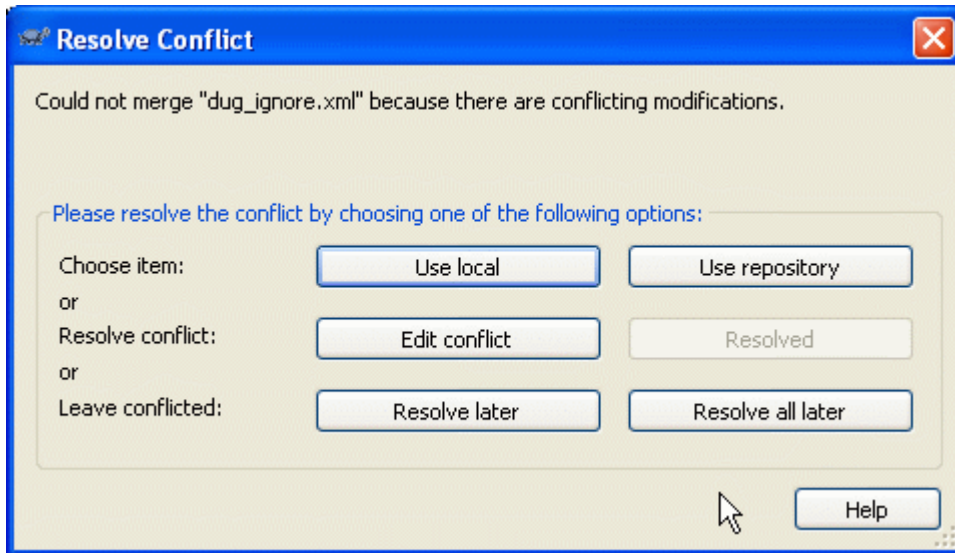 Resolve Conflict
Could not merge "dug_ignore.xml" because there are conflicting modifications.
Please resolve the conflict by choosing one of the following options:
Choose item: Use local Use repository
or
Resolve conflict: Edit conflict Resolved
or
Leave conflicted: Resolve later Resolve all later
Help